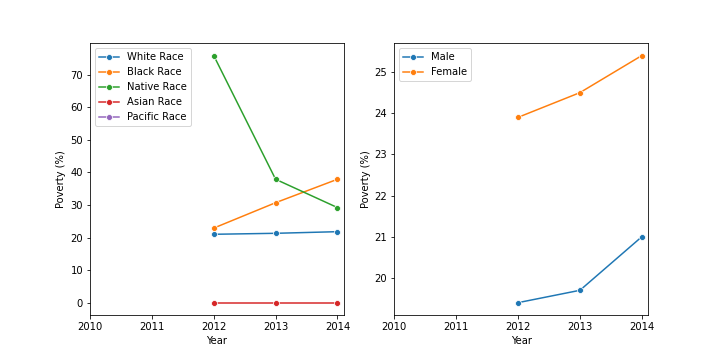 White Race
Black Race
Native Race
Asian Race
Pacific Race
Poverty (%)
70
60
50
40
30
20
10
0
2010 2011 2012 2013 2014
Year
Male
Female
Poverty (%)
25
24
23
22
21
20
2010 2011 2012 2013 2014
Year